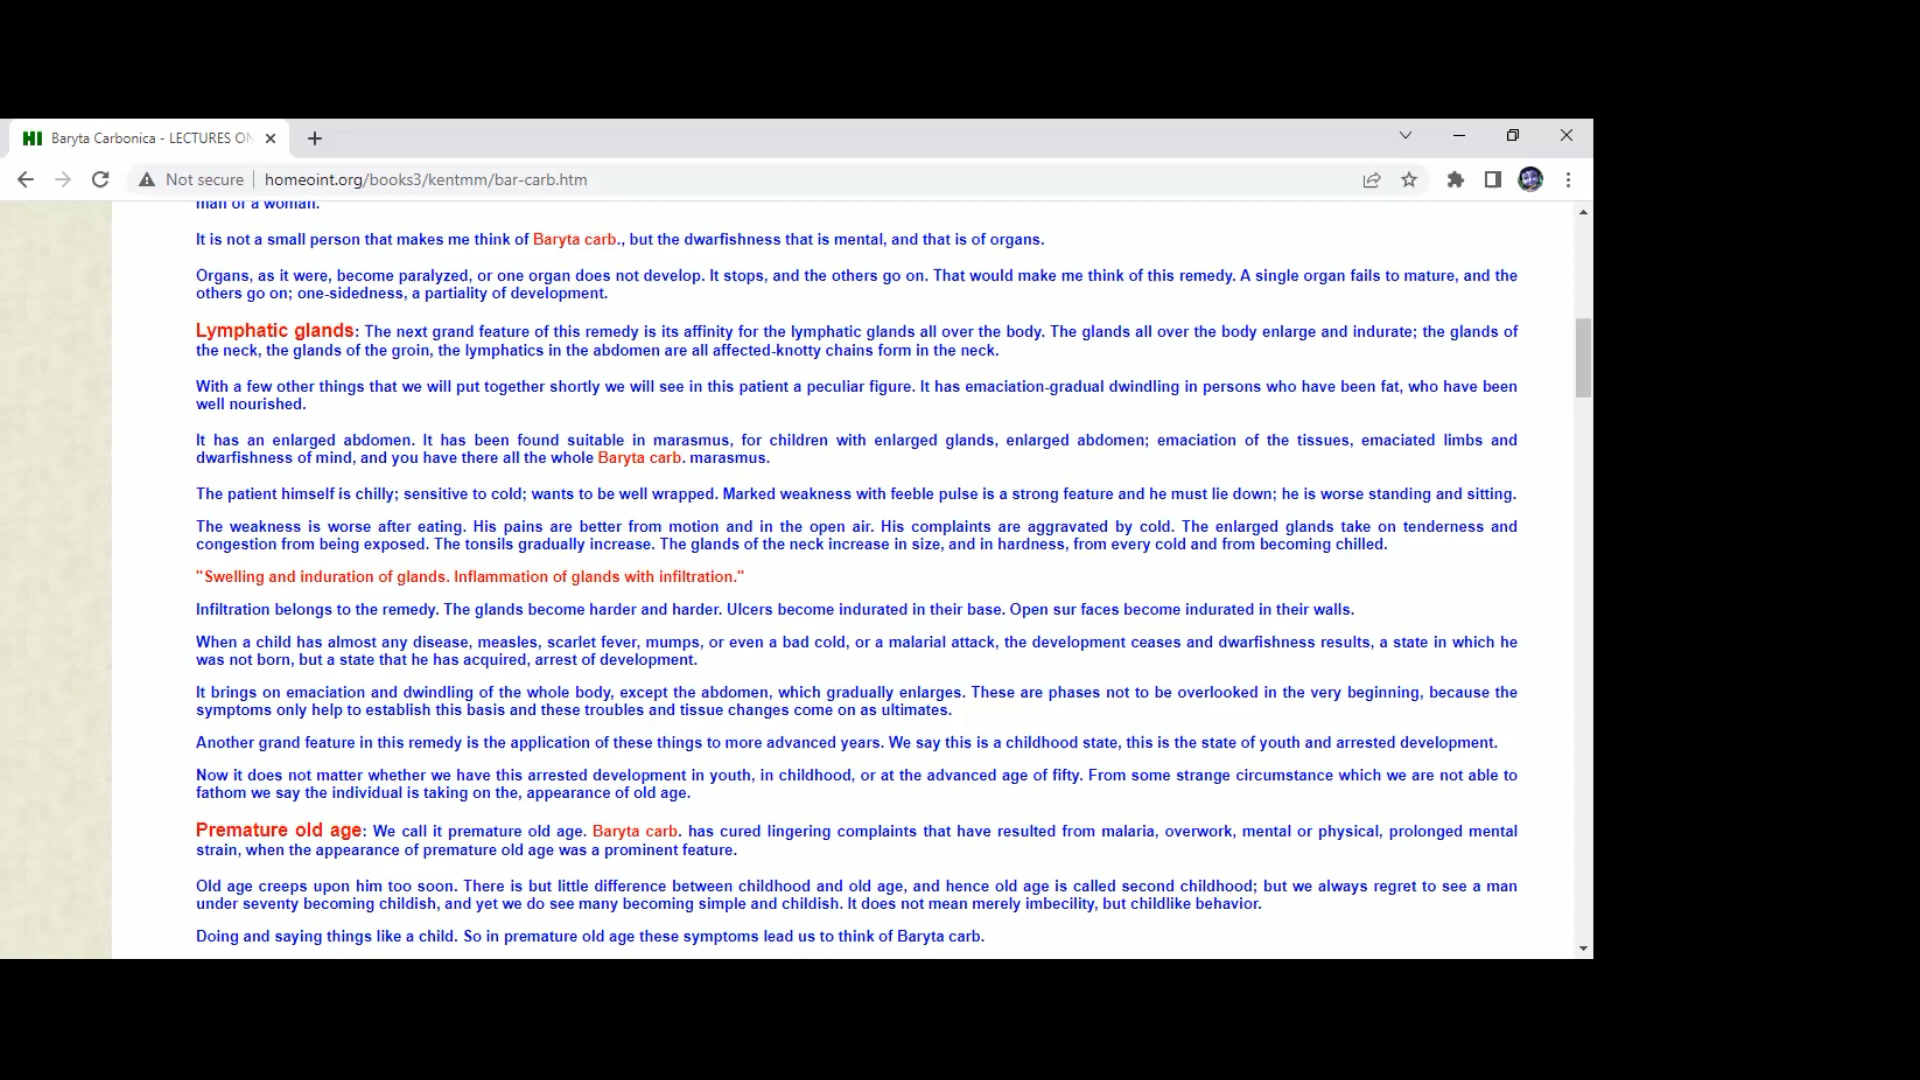 HI Baryta Carbonica - LECTURES ON
Not secure homeoint.org/books3/kentmm/bar-carb.htm
man or a woman.
It is not a small person that makes me think of Baryta carb., but the dwarfishness that is mental, and that is of organs.
Organs, as it were, become paralyzed, or one organ does not develop. It stops, and the others go on. That would make me think of this remedy. A single organ fails to mature, and the
others go on; one-sidedness, a partiality of development.
Lymphatic glands: The next grand feature of this remedy is its affinity for the lymphatic glands all over the body. The glands all over the body enlarge and indurate; the glands of
the neck, the glands of the groin, the lymphatics in the abdomen are all affected-knotty chains form in the neck.
With a few other things that we will put together shortly we will see in this patient a peculiar figure. It has emaciation-gradual dwindling in persons who have been fat, who have been
well nourished.
It has an enlarged abdomen. It has been found suitable in marasmus, for children with enlarged glands, enlarged abdomen; emaciation of the tissues, emaciated limbs and
dwarfishness of mind, and you have there all the whole Baryta carb. marasmus.
The patient himself is chilly; sensitive to cold; wants to be well wrapped. Marked weakness with feeble pulse is a strong feature and he must lie down; he is worse standing and sitting.
The weakness is worse after eating. His pains are better from motion and in the open air. His complaints are aggravated by cold. The enlarged glands take on tenderness and
congestion from being exposed. The tonsils gradually increase. The glands of the neck increase in size, and in hardness, from every cold and from becoming chilled.
"Swelling and induration of glands. Inflammation of glands with infiltration."
Infiltration belongs to the remedy. The glands become harder and harder. Ulcers become indurated in their base. Open sur faces become indurated in their walls.
When a child has almost any disease, measles, scarlet fever, mumps, or even a bad cold, or a malarial attack, the development ceases and dwarfishness results, a state in which he
was not born, but a state that he has acquired, arrest of development.
It brings on emaciation and dwindling of the whole body, except the abdomen, which gradually enlarges. These are phases not to be overlooked in the very beginning, because the
symptoms only help to establish this basis and these troubles and tissue changes come on as ultimates.
Another grand feature in this remedy is the application of these things to more advanced years. We say this is a childhood state, this is the state of youth and arrested development.
Now it does not matter whether we have this arrested development in youth, in childhood, or at the advanced age of fifty. From some strange circumstance which we are not able to
fathom we say the individual is taking on the, appearance of old age.
Premature old age: We call it premature old age. Baryta carb. has cured lingering complaints that have resulted from malaria, overwork, mental or physical, prolonged mental
strain, when the appearance of premature old age was a prominent feature.
Old age creeps upon him too soon. There is but little difference between childhood and old age, and hence old age is called second childhood; but we always regret to see a man
under seventy becoming childish, and yet we do see many becoming simple and childish. It does not mean merely imbecility, but childlike behavior.
Doing and saying things like a child. So in premature old age these symptoms lead us to think of Baryta carb.